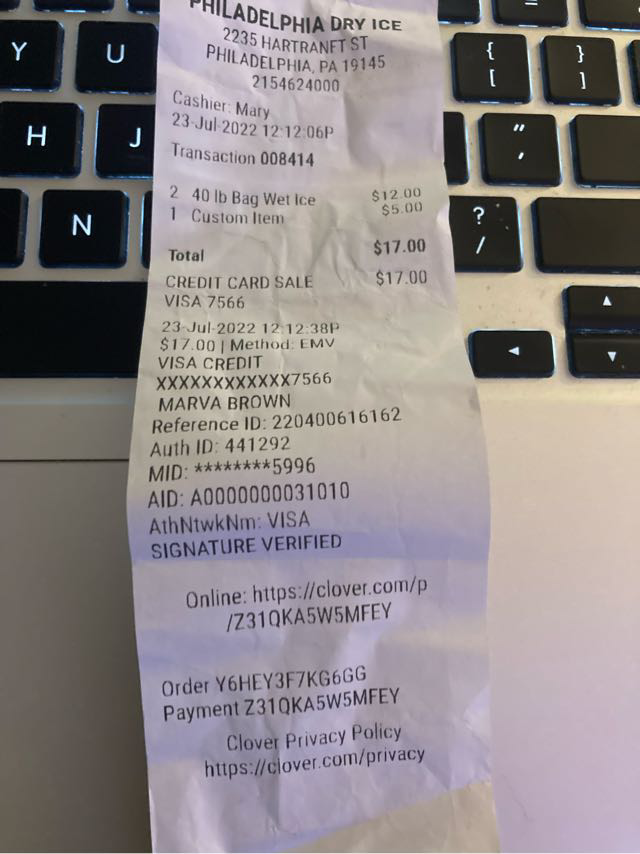 PHILADELPHIA DRY ICE
2235 HARTRANFT ST
PHILADELPHIA, PA 19145
2154624000
Cashier: Mary
23-Jul-2022 12:12:06P
Transaction 008414
2 40 lb Bag Wet Ice $12.00
1 Custom Item $5.00
Total $17.00
CREDIT CARD SALE $17.00
VISA 7566
23-Jul-2022 12:12:38P
$17.00 | Method: EMV
VISA CREDIT
XXXXXXXXXXXX7566
MARVA BROWN
Reference ID: 220400616162
Auth ID: 441292
MID: ********5996
AID: A0000000031010
AthNtwkNm: VISA
SIGNATURE VERIFIED
Online: https://clover.com/p
/Z31QKA5W5MFEY
Order Y6HEY3F7KG6GG
Payment Z31QKA5W5MFEY
Clover Privacy Policy
https://clover.com/privacy
Y U
H J
N
{ [
} ]
" '
? /